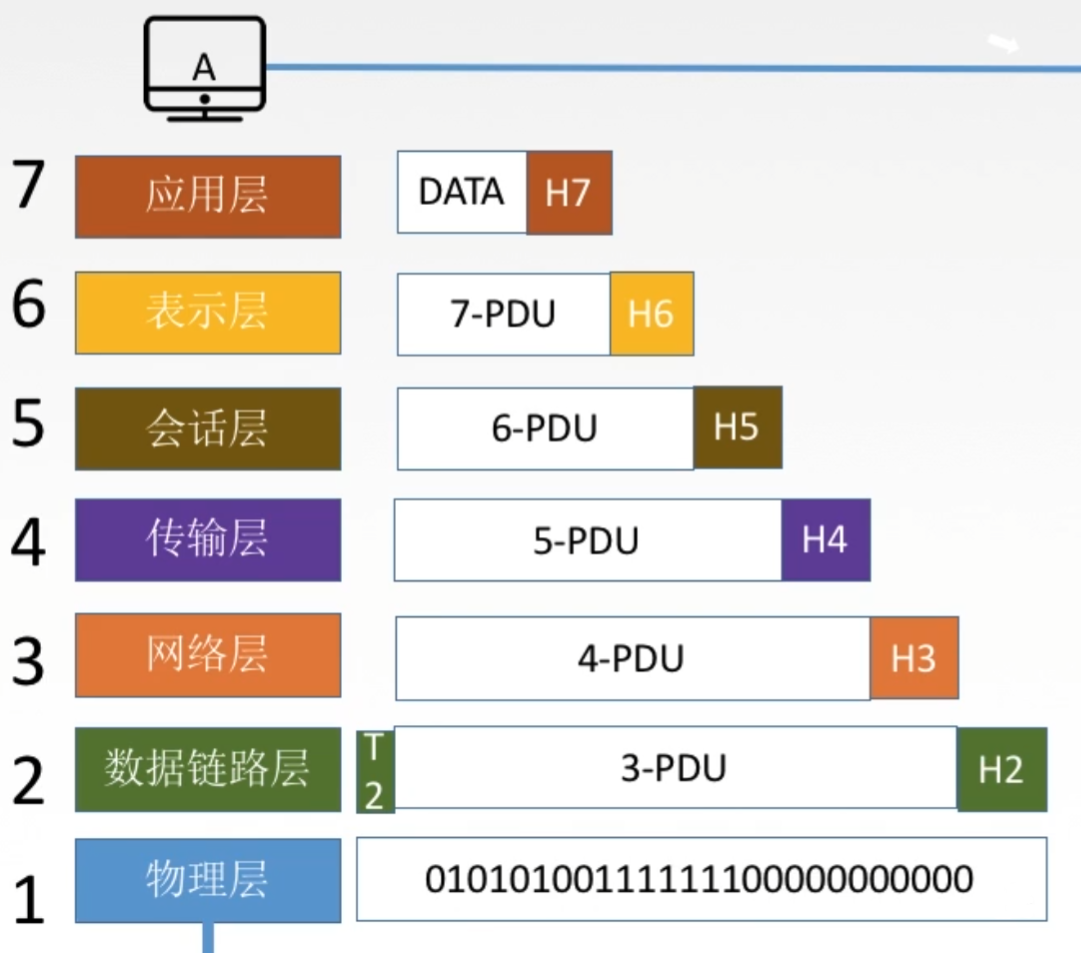 A
7 应用层 DATA H7
6 表示层 7-PDU H6
5 会话层 6-PDU H5
4 传输层 5-PDU H4
3 网络层 4-PDU H3
2 数据链路层 T2 3-PDU H2
1 物理层 0101010011111110000000000